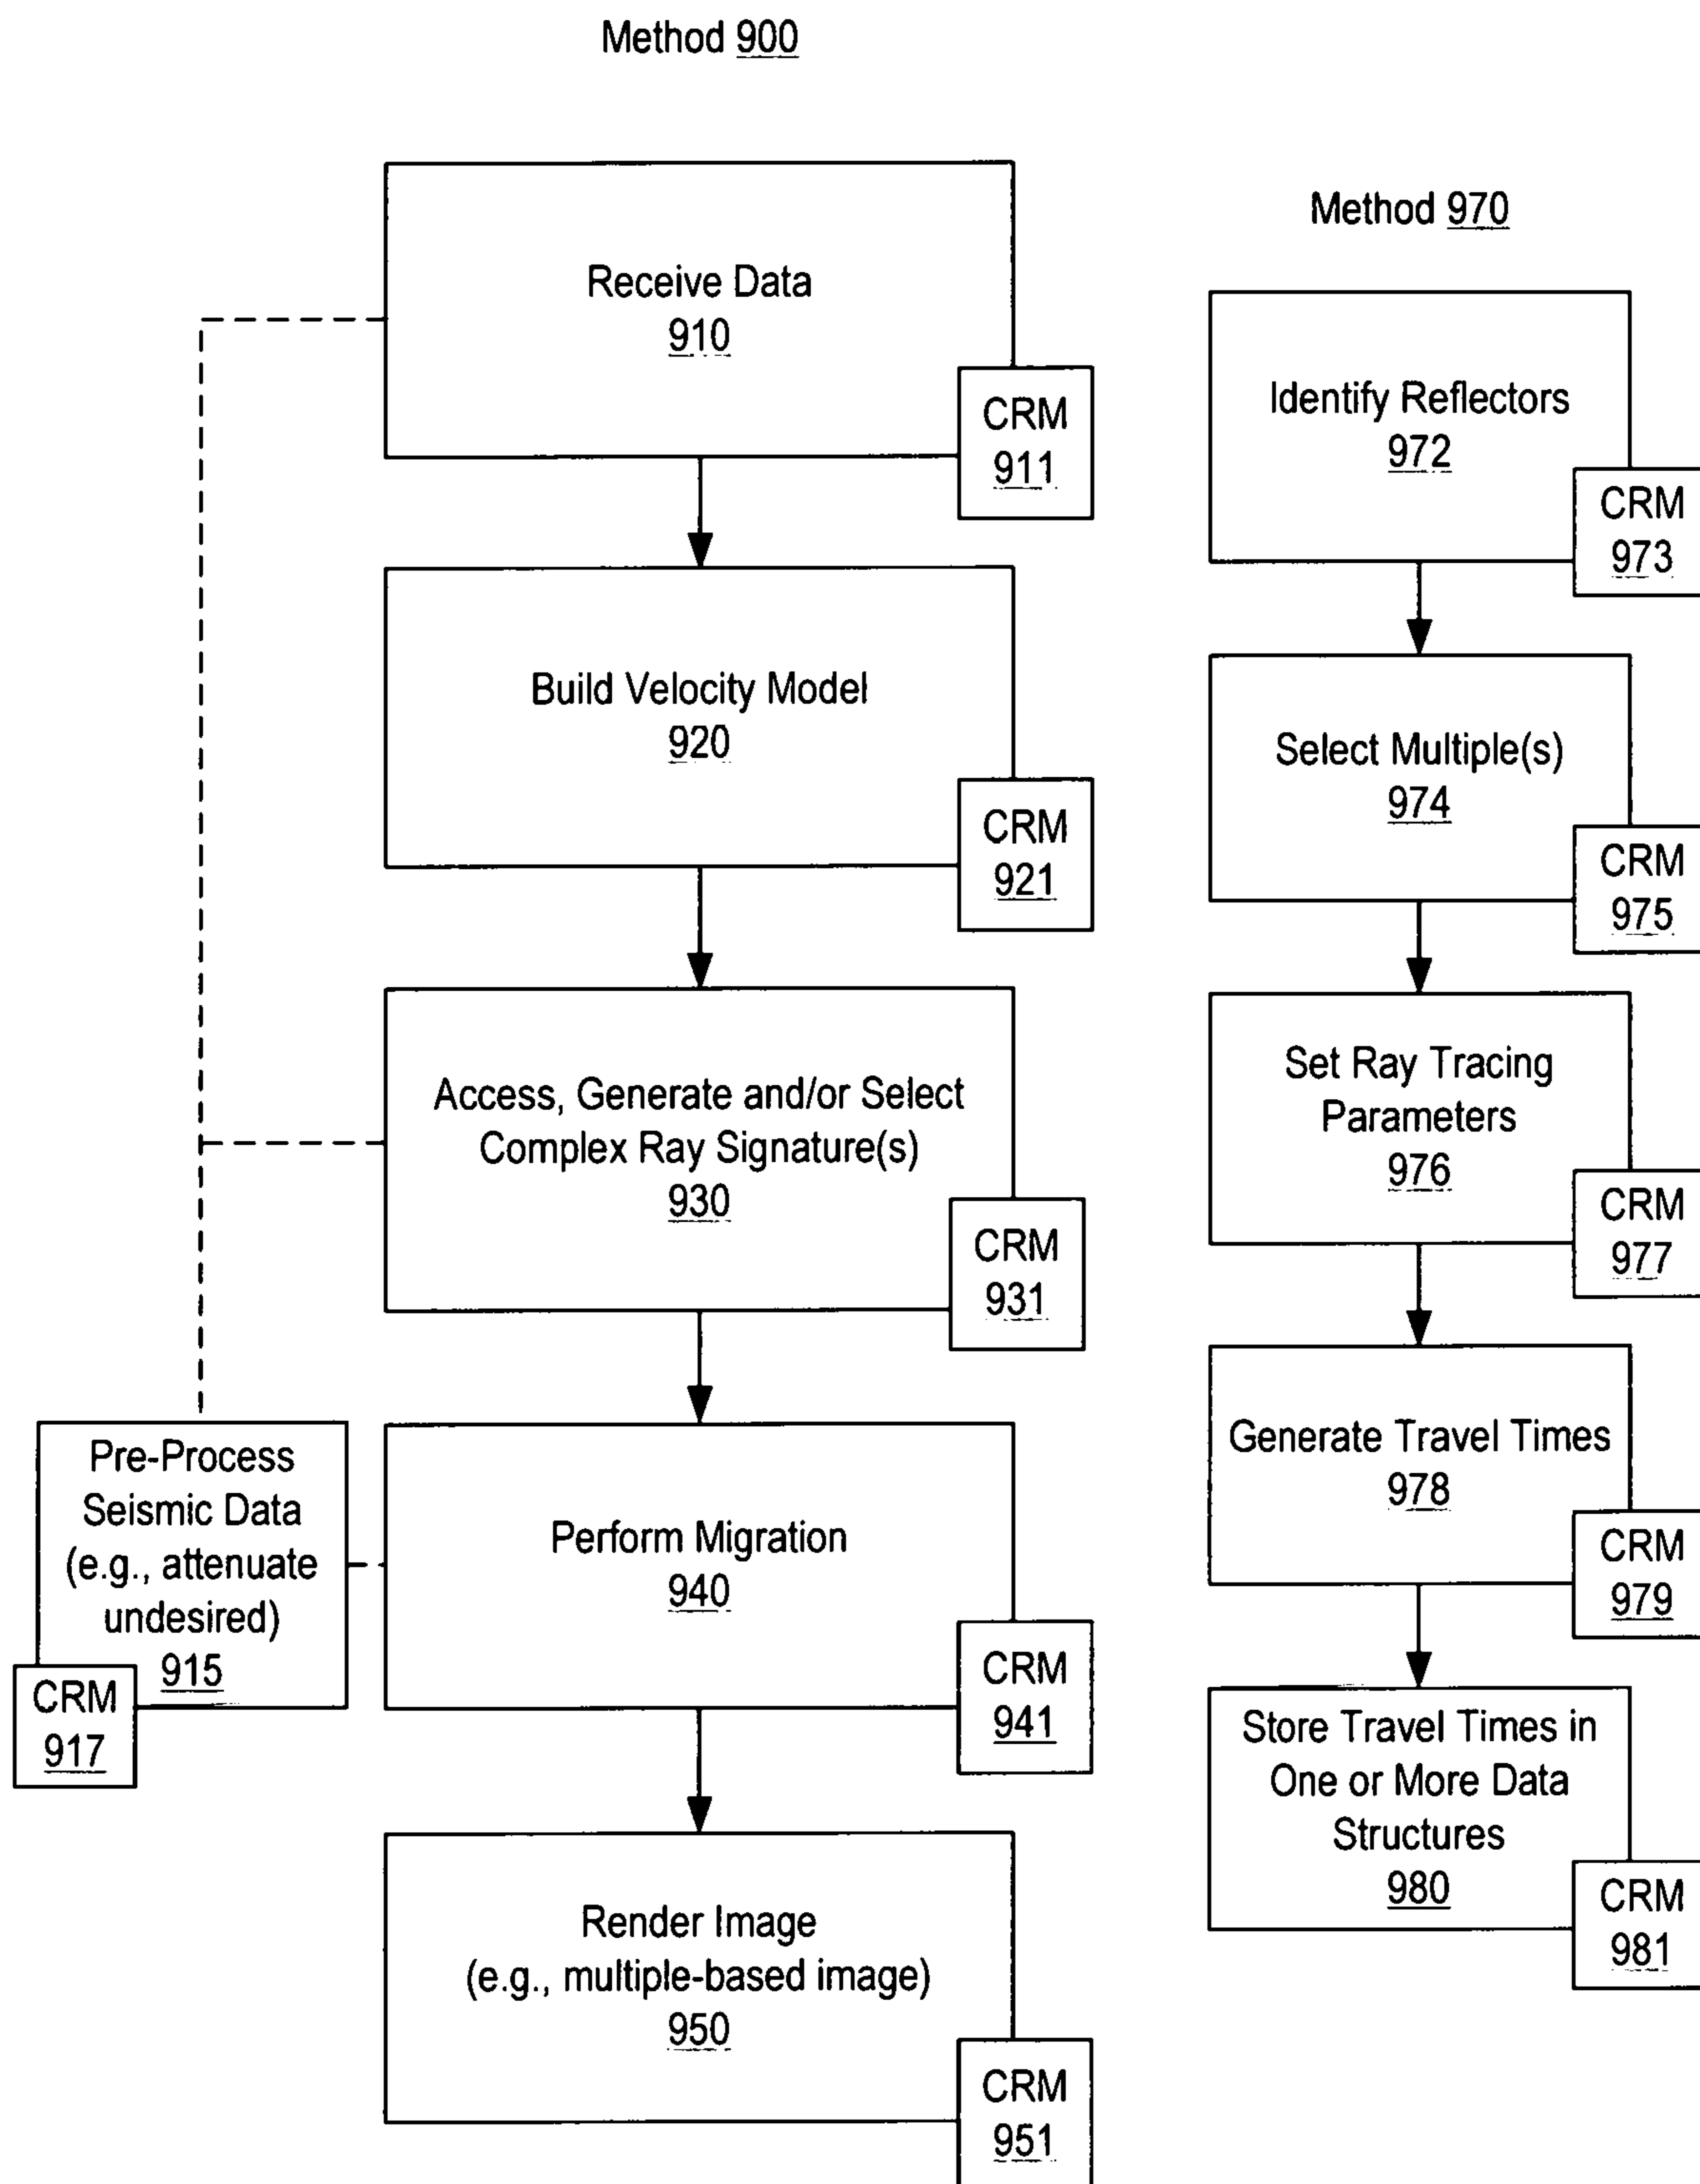 Method 900
Receive Data
910
CRM
911
Build Velocity Model
920
CRM
921
Access, Generate and/or Select
Complex Ray Signature(s)
930
CRM
931
Pre-Process
Seismic Data
(e.g., attenuate
undesired)
915
CRM
917
Perform Migration
940
CRM
941
Render Image
(e.g., multiple-based image)
950
CRM
951
Method 970
Identify Reflectors
972
CRM
973
Select Multiple(s)
974
CRM
975
Set Ray Tracing
Parameters
976
CRM
977
Generate Travel Times
978
CRM
979
Store Travel Times in
One or More Data
Structures
980
CRM
981